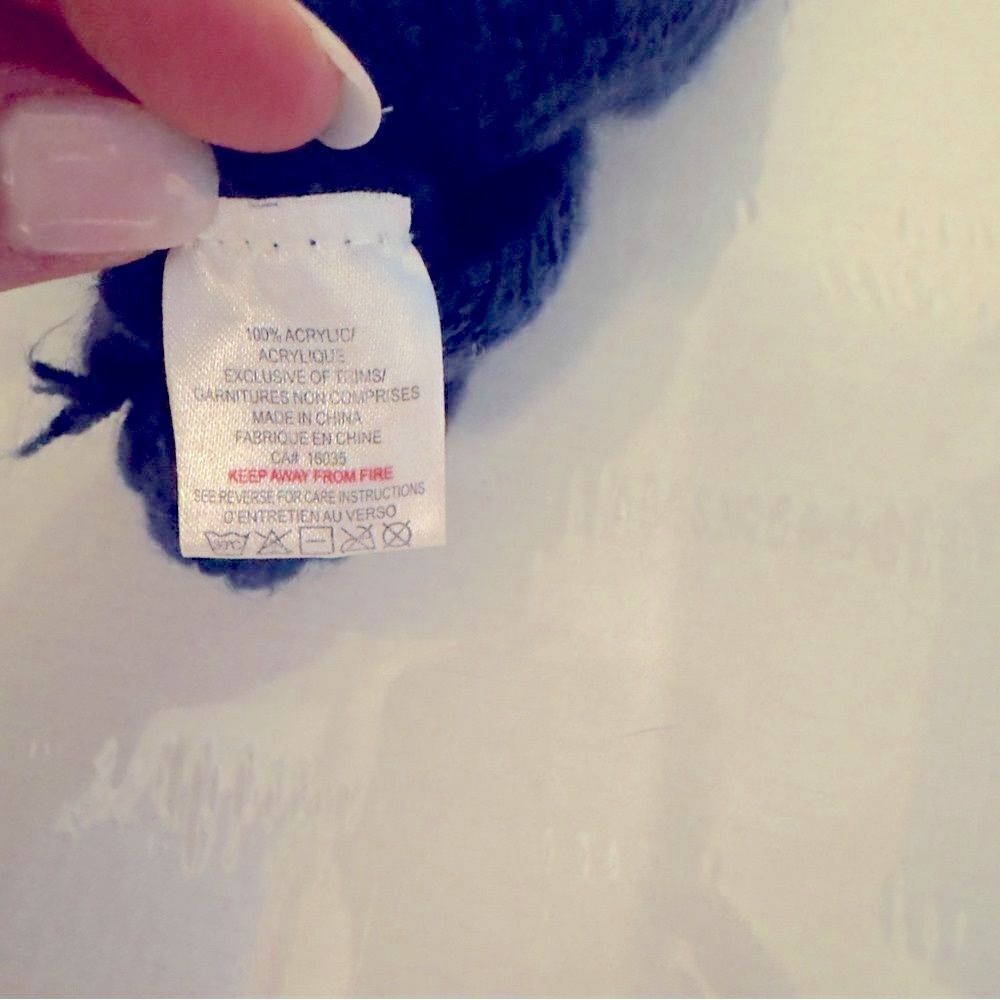 100% ACRYLIC/
ACRYLIQUE
EXCLUSIVE OF TRIMS/
GARNITURES NON COMPRISES
MADE IN CHINA
FABRIQUE EN CHINE
CA# 16035
KEEP AWAY FROM FIRE
SEE REVERSE FOR CARE INSTRUCTIONS
D'ENTRETIEN AU VERSO
30°C